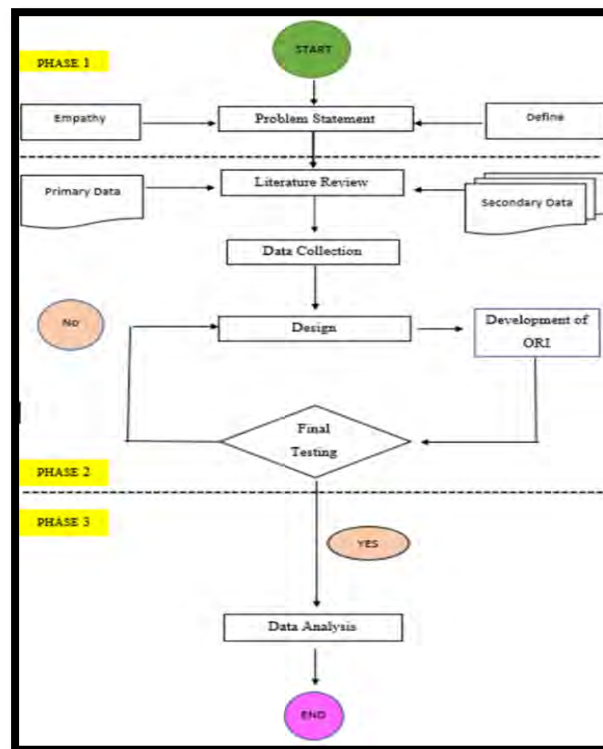 START
PHASE 1
Empathy
Problem Statement
Define
Primary Data
Literature Review
Secondary Data
Data Collection
No
Design
Development of
ORI
Final
Testing
PHASE 2
PHASE 3
YES
Data Analysis
END